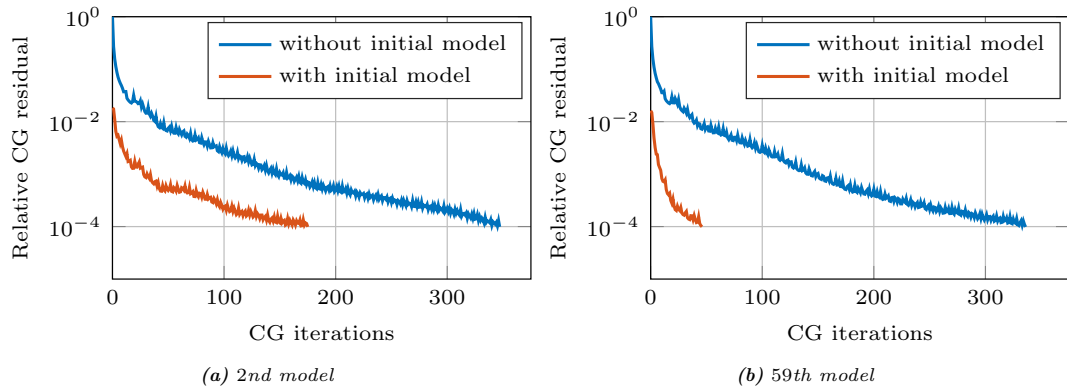 Relative CG residual
10^0
10^−2
10^−4
without initial model
with initial model
0
100
200
300
CG iterations
(a) 2nd model
Relative CG residual
10^0
10^−2
10^−4
without initial model
with initial model
0
100
200
300
CG iterations
(b) 59th model